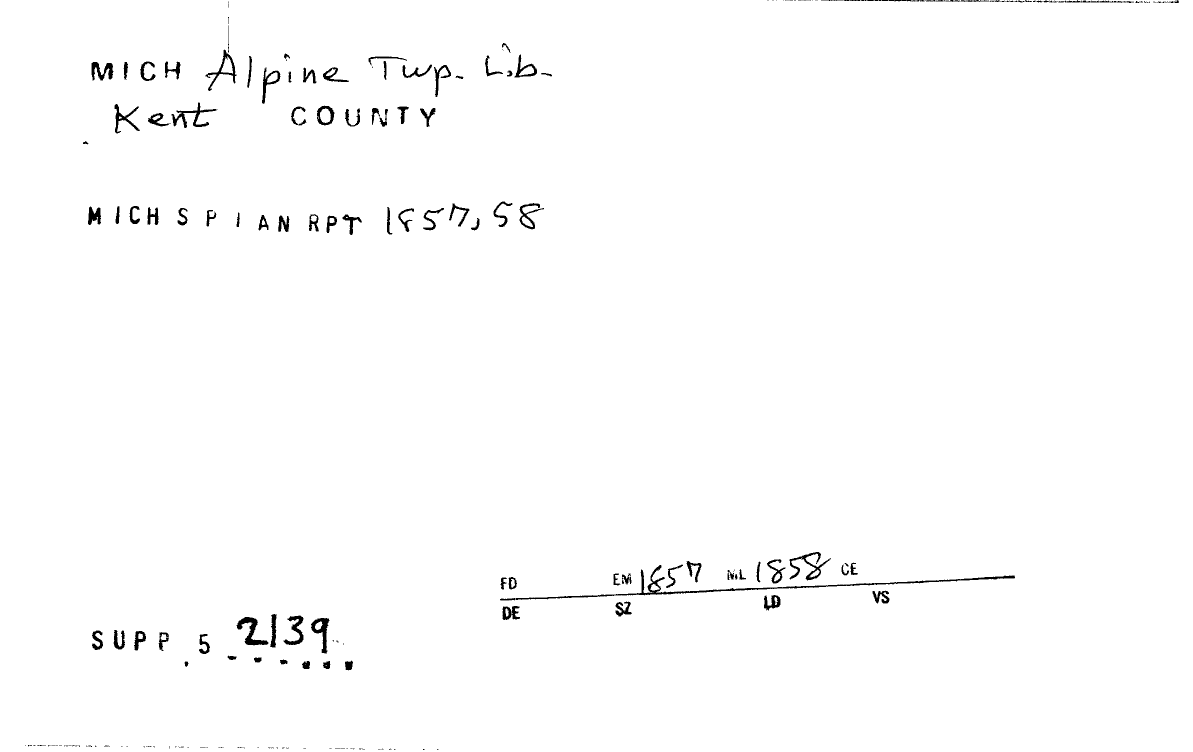 MICH Alpine Twp. Lib.
Kent COUNTY
MICH SPI AN RPT 1857, 58
FD EM 1857 ML 1858 CE
DE SZ LD VS
SUPP 5 2139